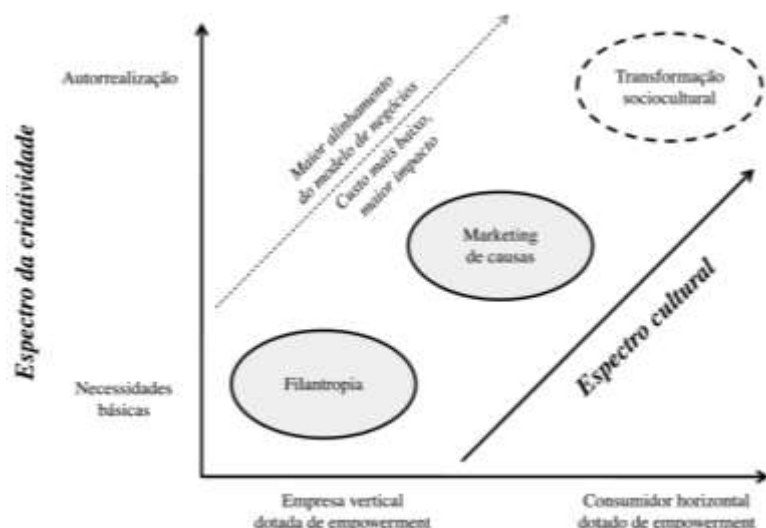 Autorrealização
Transformação
sociocultural
Maior alinhamento
do modelo de negócios
Custo mais baixo,
maior impacto
Espectro da criatividade
Marketing
de causas
Espectro cultural
Filantropia
Necessidades
básicas
Empresa vertical
dotada de empowerment
Consumidor horizontal
dotado de empowerment